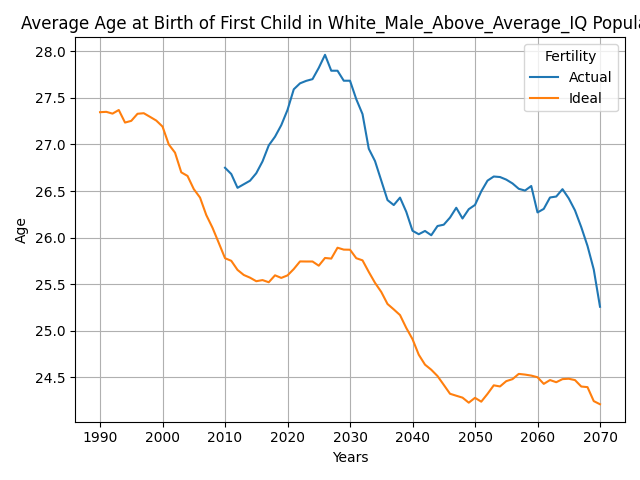 Average Age at Birth of First Child in White_Male_Above_Average_IQ Popula
Fertility
Actual
Ideal
28.0
27.5
27.0
26.5
26.0
25.5
25.0
24.5
Age
1990 2000 2010 2020 2030 2040 2050 2060 2070
Years